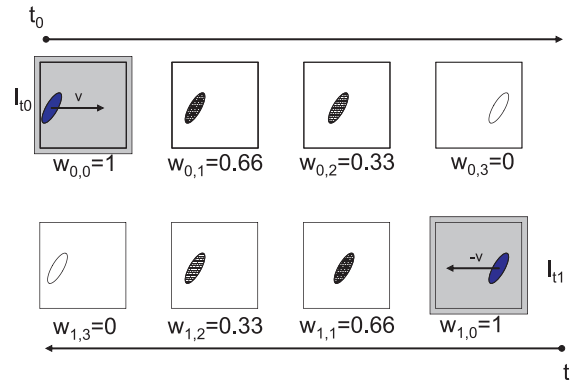 t0
It0
v
w0,0=1 w0,1=0.66 w0,2=0.33 w0,3=0
-v
It1
w1,3=0 w1,2=0.33 w1,1=0.66 w1,0=1
t